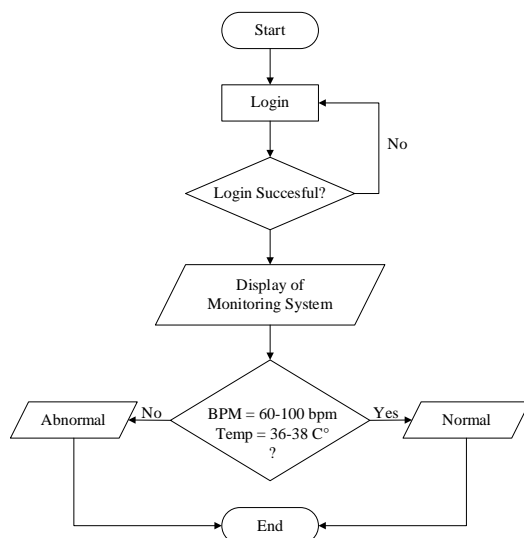 Start
Login
No
Login Succesful?
Display of
Monitoring System
Abnormal
No
BPM = 60-100 bpm
Temp = 36-38 C°
?
Yes
Normal
End